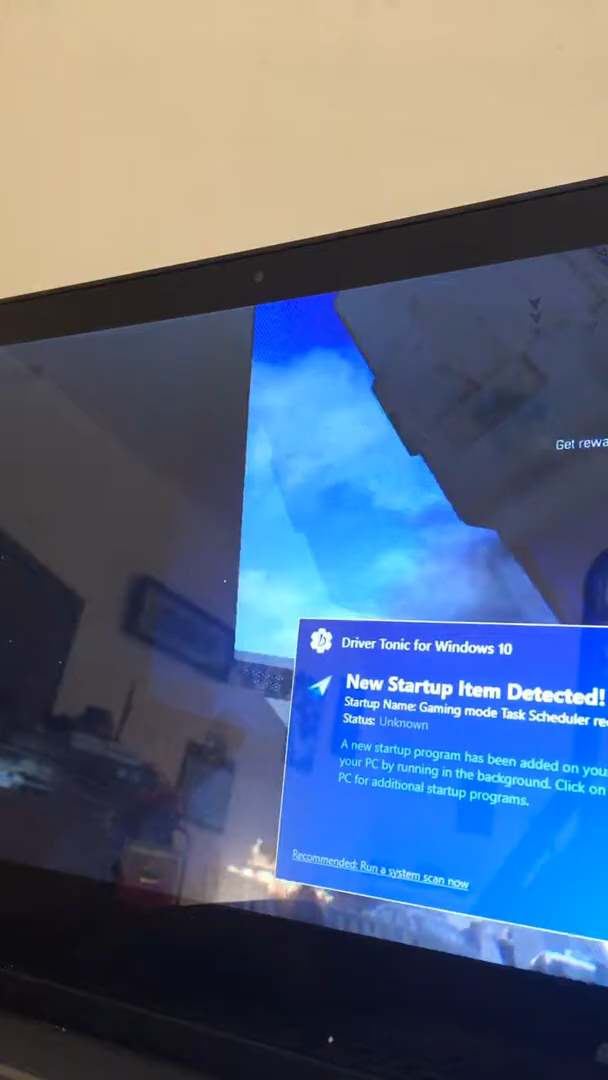 Get rewa
Driver Tonic for Windows 10
New Startup Item Detected!
Startup Name: Gaming mode Task Scheduler re
Status: Unknown
A new startup program has been added on you
your PC by running in the background. Click on
PC for additional startup programs.
Recommended: Run a system scan now